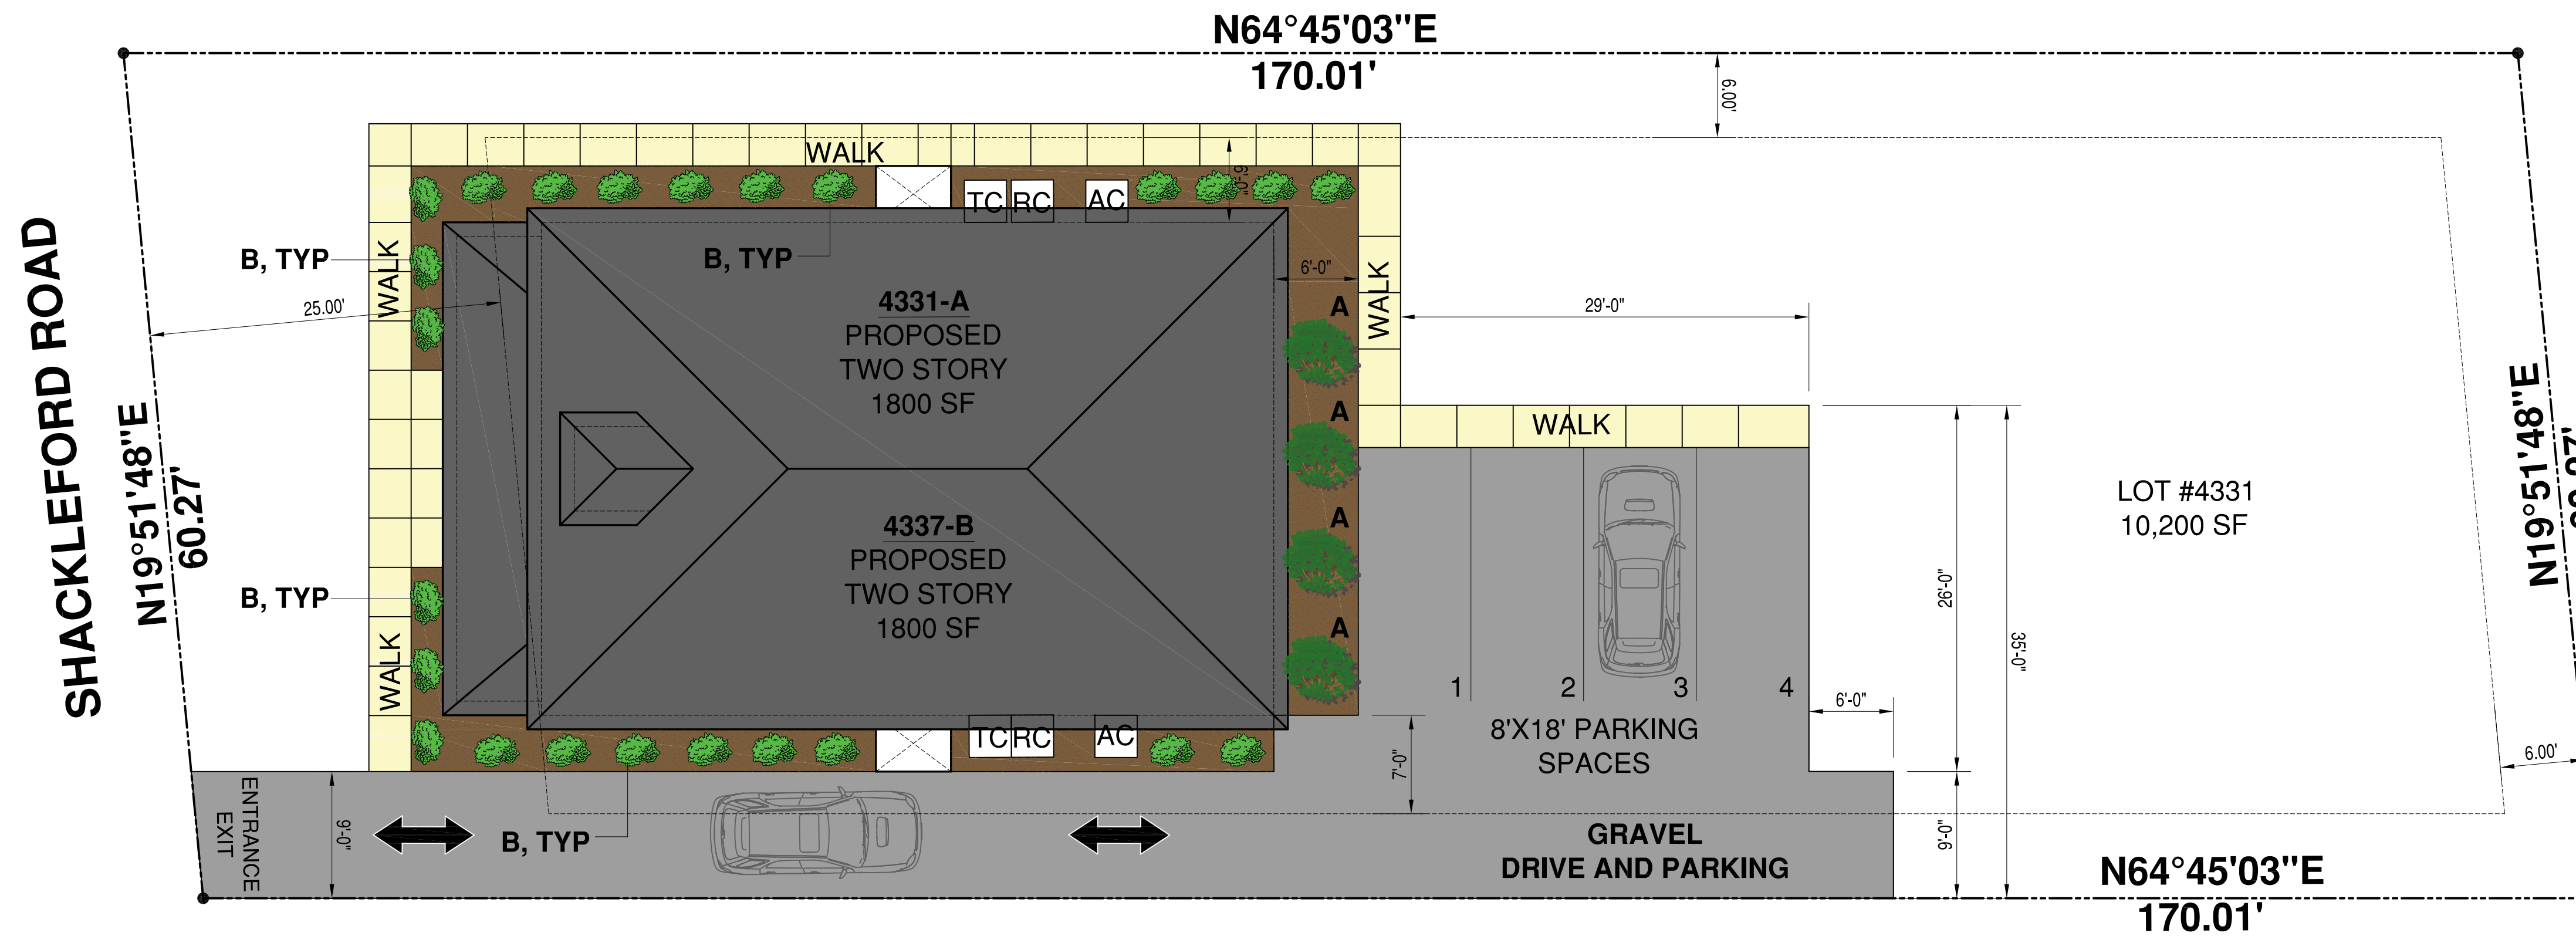 N64°45'03"E
170.01'
6.00'
WALK
6'-0"
TC RC AC
B, TYP
WALK
B, TYP
25.00'
4331-A
PROPOSED
TWO STORY
1800 SF
6'-0"
A
WALK
29'-0"
A
WALK
SHACKLEFORD ROAD
N19°51'48"E
60.27'
N19°51'48"E
LOT #4331
10,200 SF
4337-B
PROPOSED
TWO STORY
1800 SF
A
A
B, TYP
WALK
26'-0"
35'-0"
1 2 3 4
8'X18' PARKING
SPACES
6'-0"
TC RC AC
7'-0"
6.00'
ENTRANCE
EXIT
9'-0"
B, TYP
GRAVEL
DRIVE AND PARKING
9'-0"
N64°45'03"E
170.01'